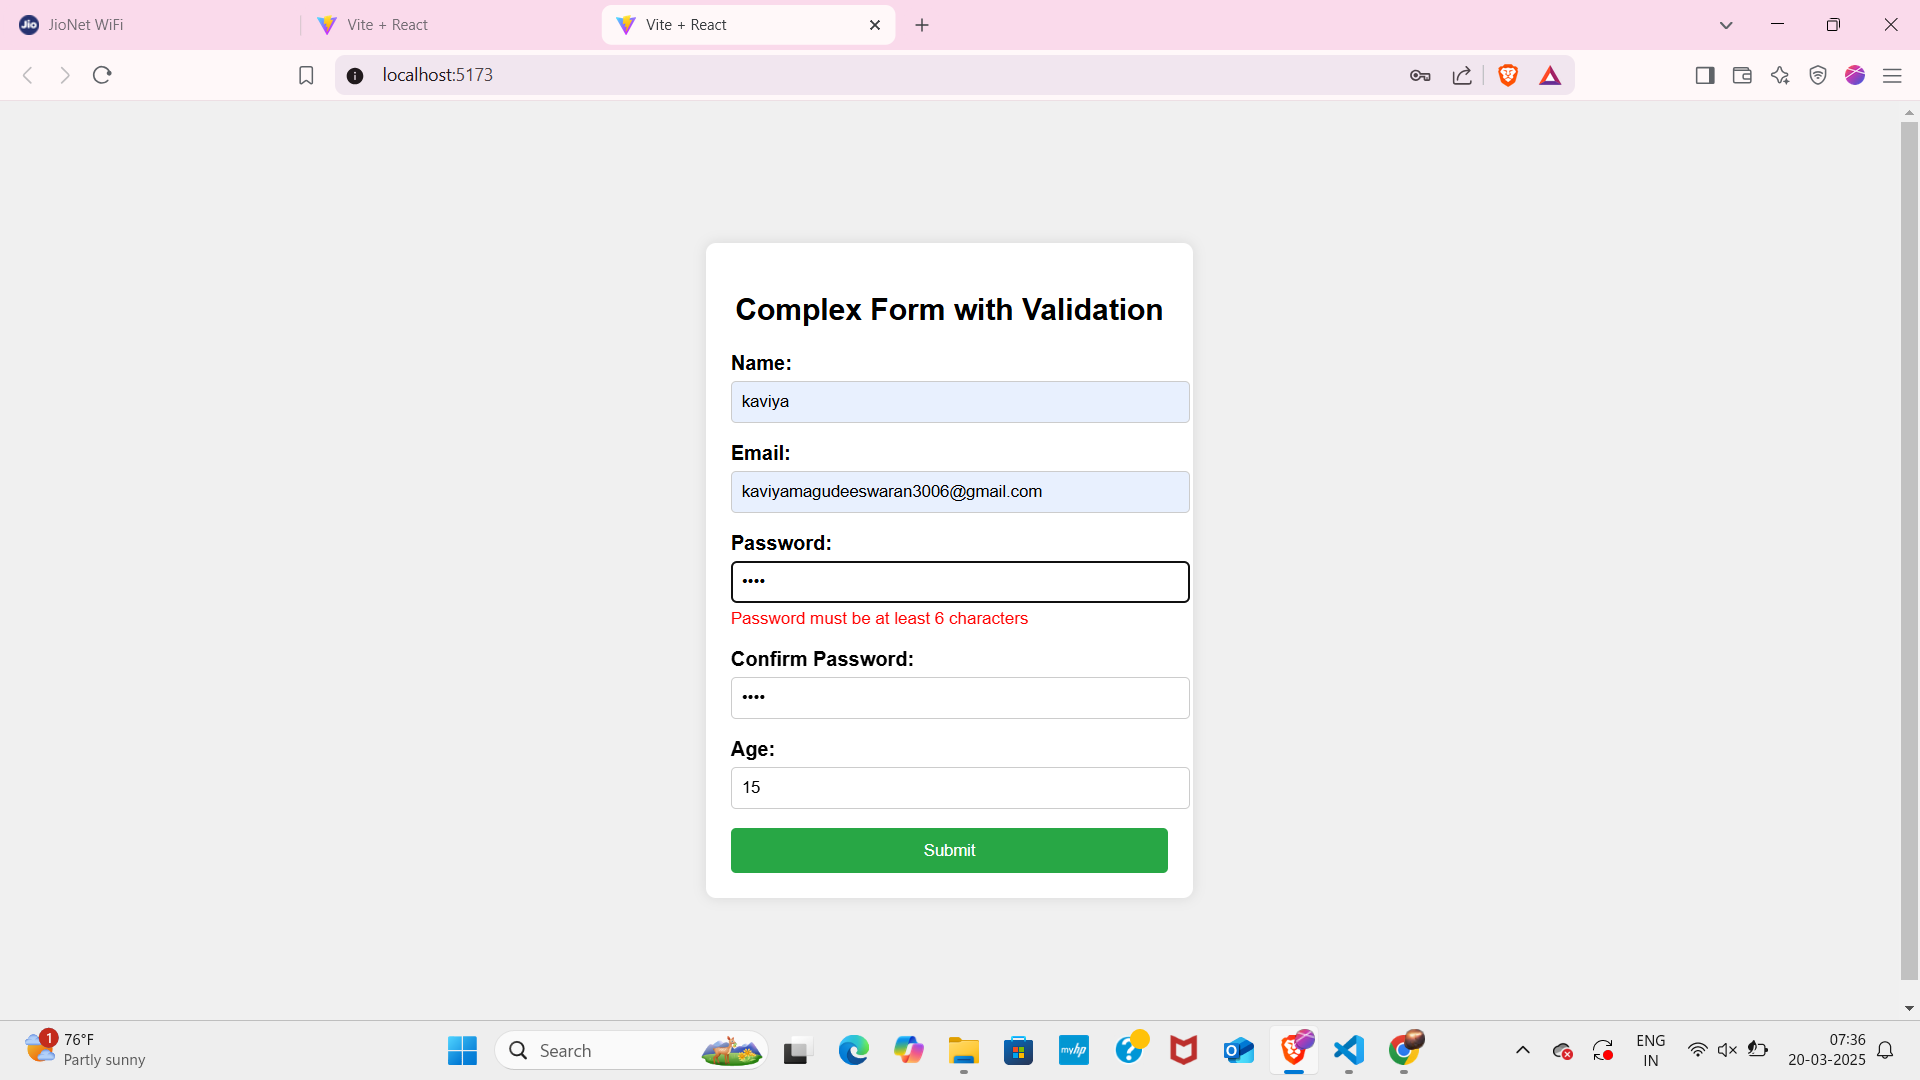 JioNet WiFi
Vite + React
Vite + React
localhost:5173
Complex Form with Validation
Name:
kaviya
Email:
kaviyamagudeeswaran3006@gmail.com
Password:
••••
Password must be at least 6 characters
Confirm Password:
••••
Age:
15
Submit
1
76°F
Partly sunny
Search
myhp
ENG
IN
07:36
20-03-2025